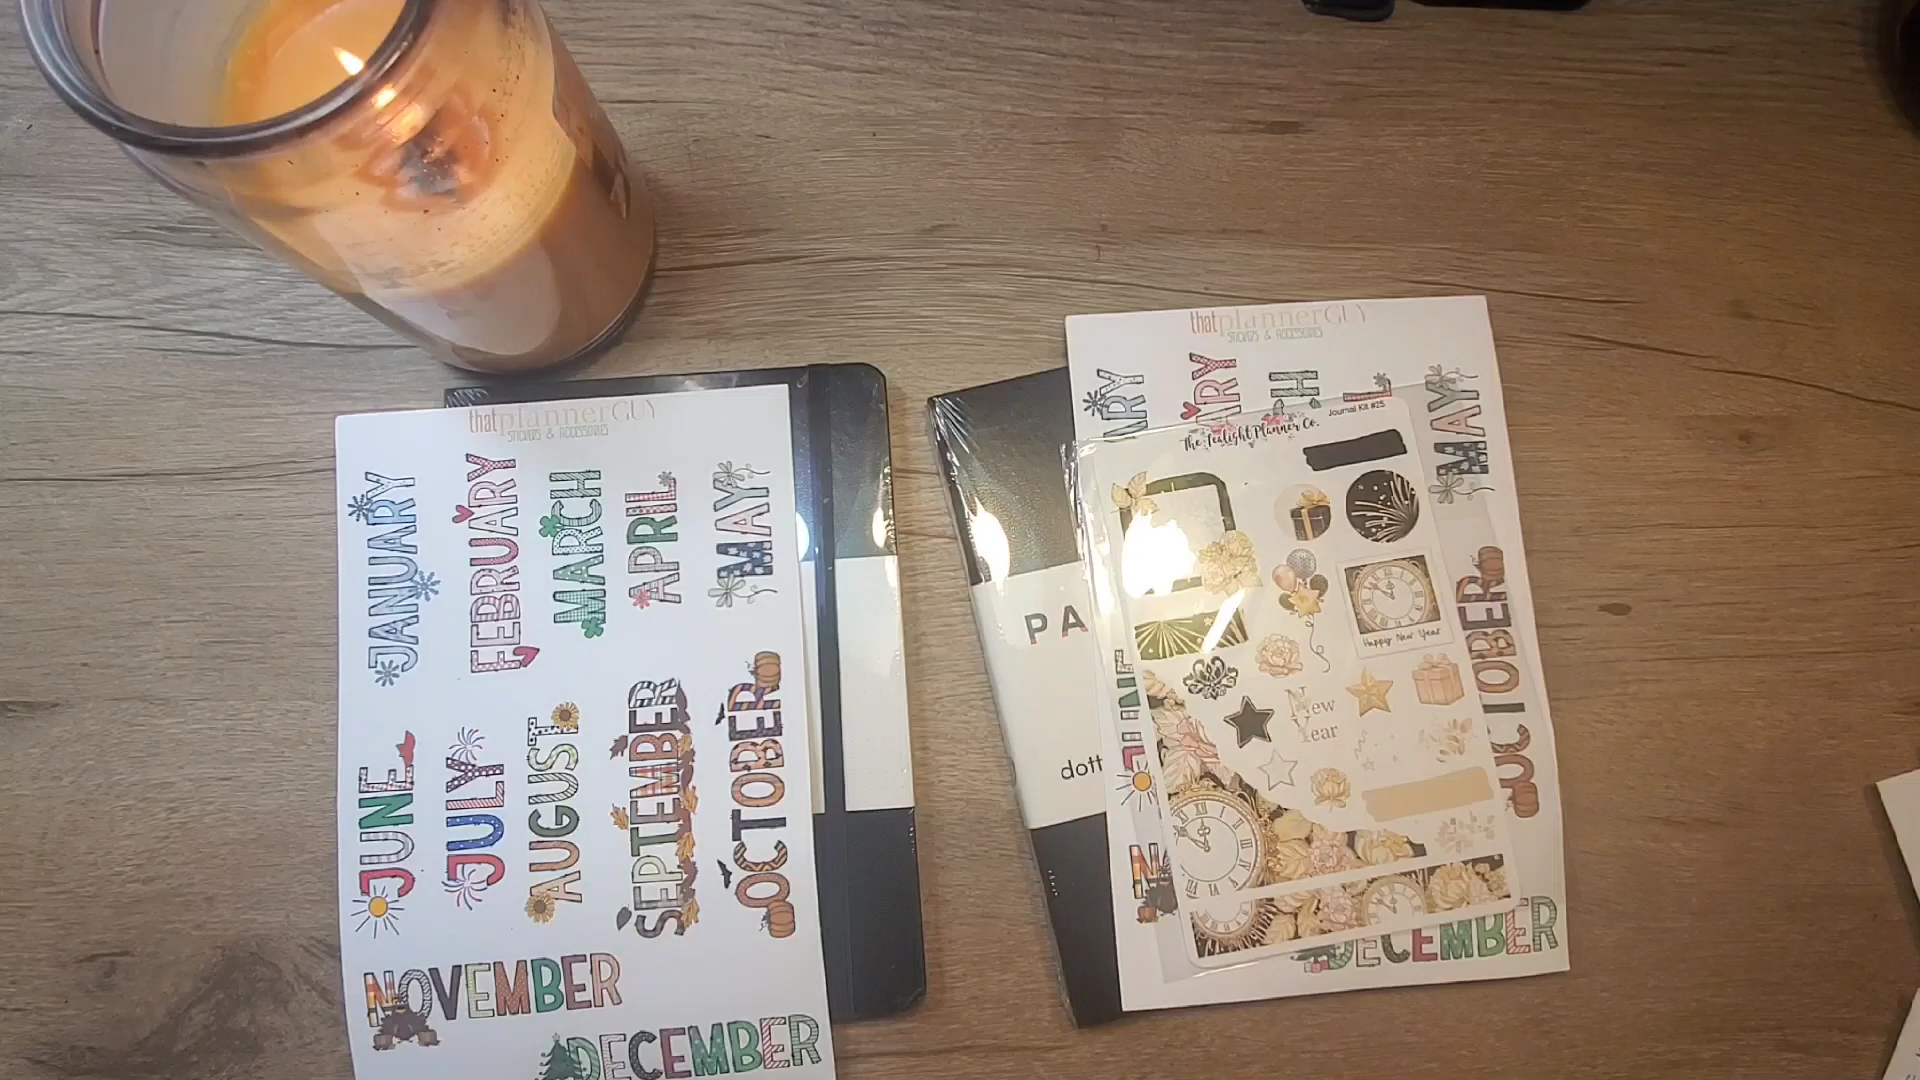 thatplannerGUY
STICKERS & ACCESSORIES
JANUARY
FEBRUARY
MARCH
APRIL
MAY
JUNE
JULY
AUGUST
SEPTEMBER
OCTOBER
NOVEMBER
DECEMBER
thatplannerGUY
STICKERS & ACCESSORIES
MAY
OCTOBER
DECEMBER
PA
dott
Journal Kit #25
The Tealight Planner Co.
Happy New Year
New
Year